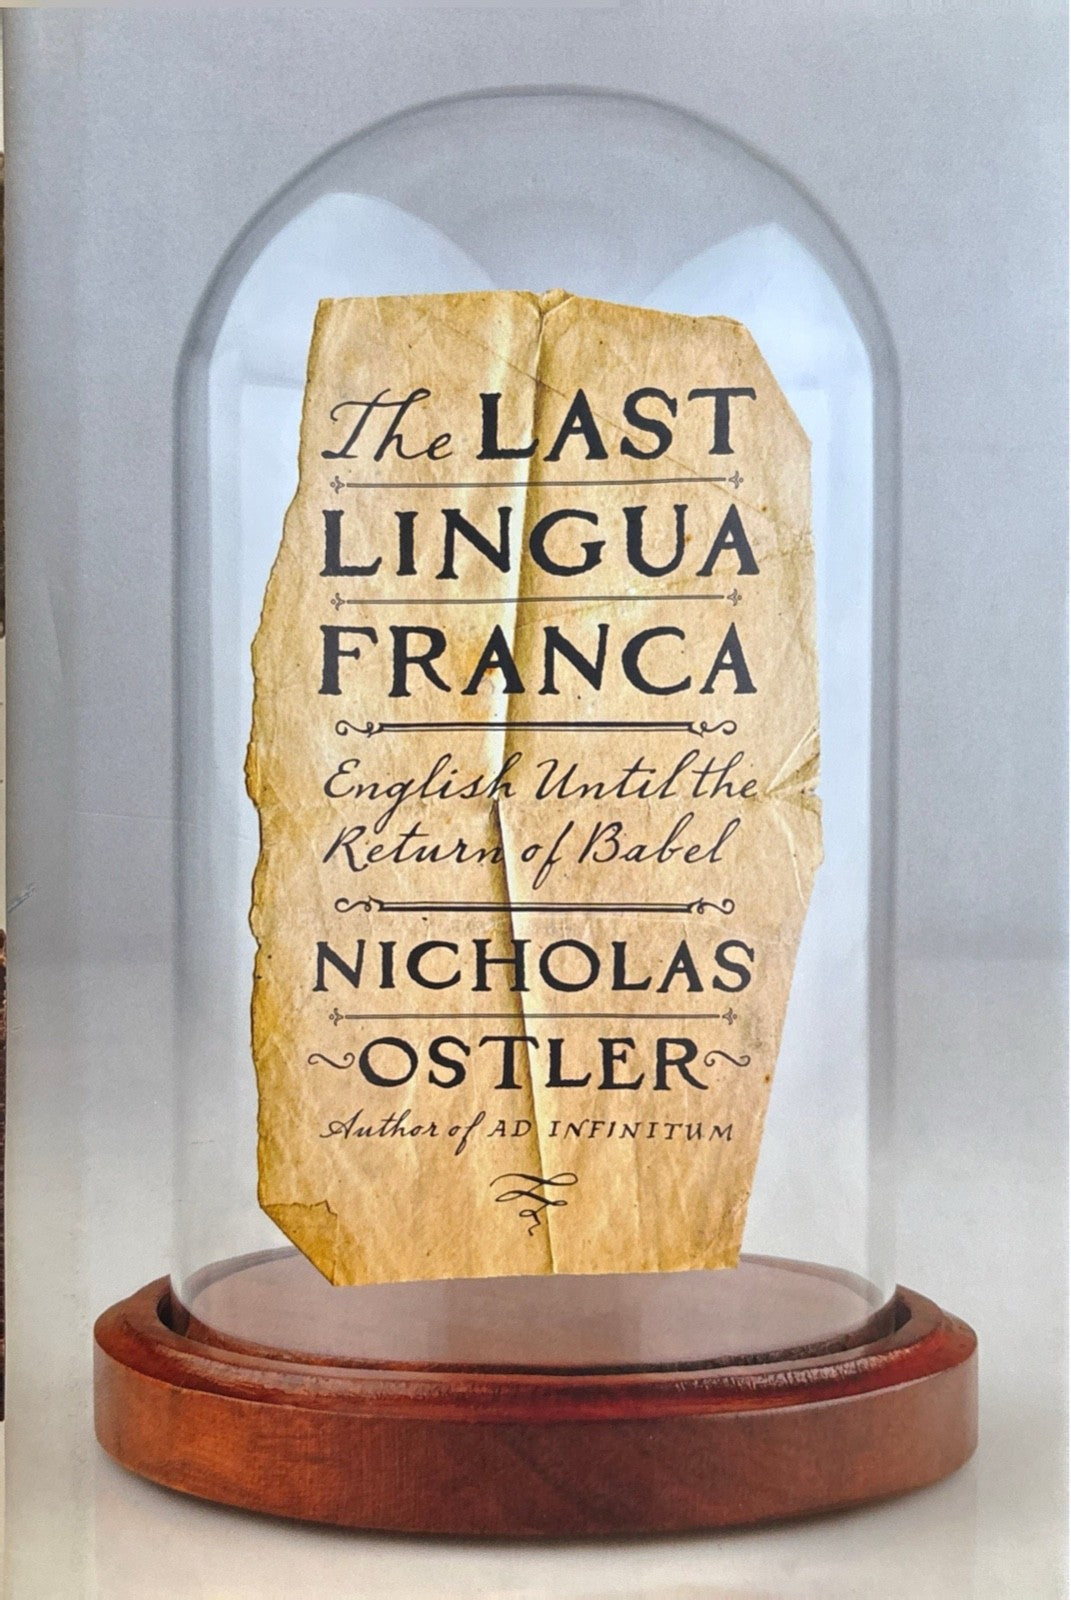 The LAST
LINGUA
FRANCA
English Until the
Return of Babel
NICHOLAS
OSTLER
Author of AD INFINITUM